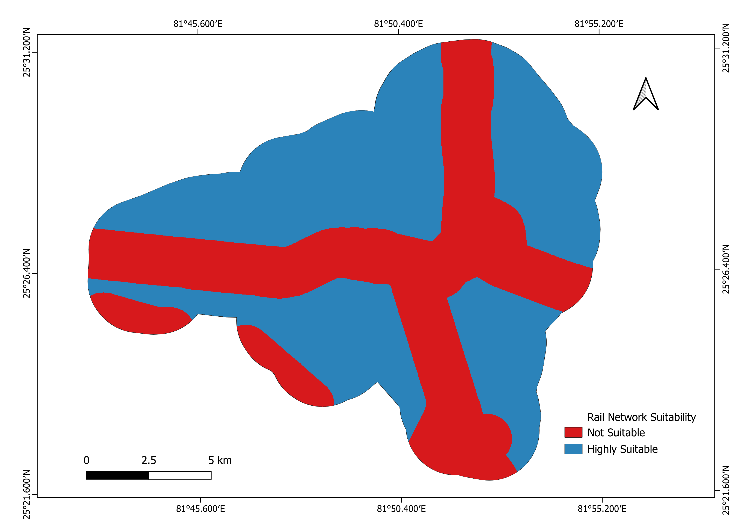 81°45.600'E 81°50.400'E 81°55.200'E
25°31.200'N 25°31.200'N
25°26.400'N 25°26.400'N
Rail Network Suitability
Not Suitable
Highly Suitable
0 2.5 5 km
25°21.600'N 25°21.600'N
81°45.600'E 81°50.400'E 81°55.200'E